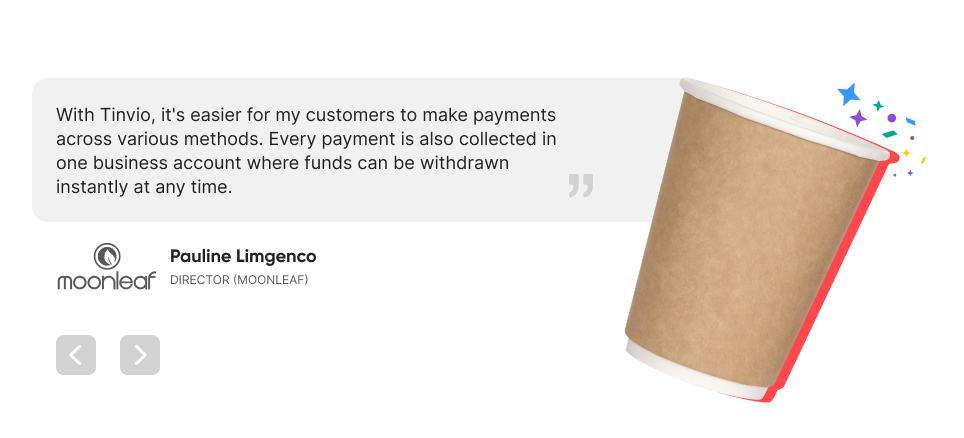 With Tinvio, it's easier for my customers to make payments
across various methods. Every payment is also collected in
one business account where funds can be withdrawn
instantly at any time.
”
moonleaf
Pauline Limgenco
DIRECTOR (MOONLEAF)